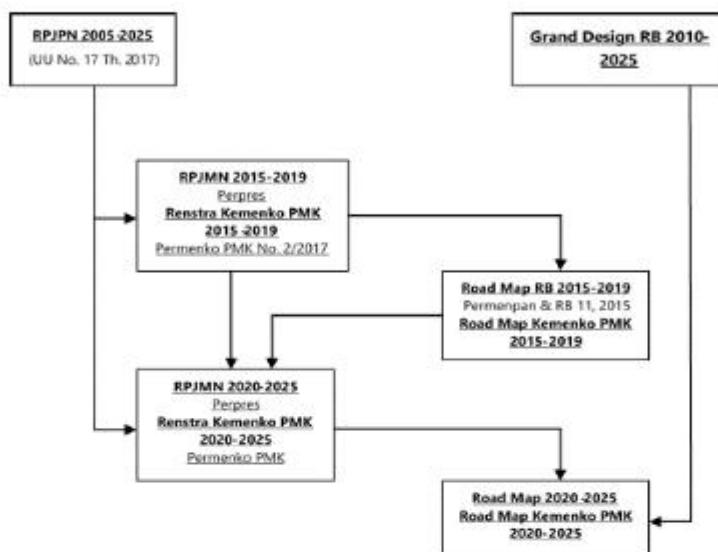 RPJPN 2005-2025
(UU No. 17 Th. 2017)
Grand Design RB 2010-
2025
RPJMN 2015-2019
Perpres
Renstra Kemenko PMK
2015-2019
Permenko PMK No. 2/2017
Road Map RB 2015-2019
Permenpan & RB 11, 2015
Road Map Kemenko PMK
2015-2019
RPJMN 2020-2025
Perpres
Renstra Kemenko PMK
2020-2025
Permenko PMK
Road Map 2020-2025
Road Map Kemenko PMK
2020-2025